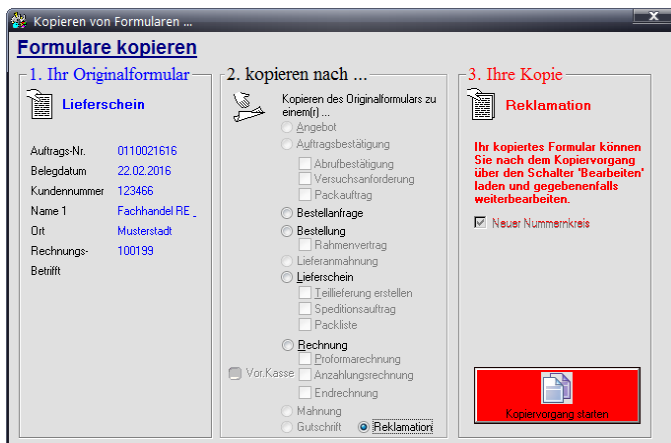 Kopieren von Formularen ...
Formulare kopieren
1. Ihr Originalformular
Lieferschein
Auftrags-Nr. 0110021616
Belegdatum 22.02.2016
Kundennummer 123466
Name 1 Fachhandel RE _
Ort Musterstadt
Rechnungs- 100199
Betrifft
2. kopieren nach ...
Kopieren des Originalformulars zu
einem(r) ...
Angebot
Auftragsbestätigung
Abrufbestätigung
Versuchsanforderung
Packauftrag
Bestellanfrage
Bestellung
Rahmenvertrag
Lieferanmahnung
Lieferschein
Teillieferung erstellen
Speditionsauftrag
Packliste
Rechnung
Proformarechnung
Vor.Kasse Anzahlungsrechnung
Endrechnung
Mahnung
Gutschrift Reklamation
3. Ihre Kopie
Reklamation
Ihr kopiertes Formular können
Sie nach dem Kopiervorgang
über den Schalter 'Bearbeiten'
laden und gegebenenfalls
weiterbearbeiten.
Neuer Nummernkreis
Kopiervorgang starten